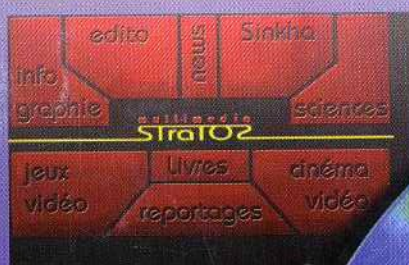 edito
news
Sinkha
info
graphie
sciences
multimedia
STraTOS
jeux
vidéo
Livres
cinéma
vidéo
reportages